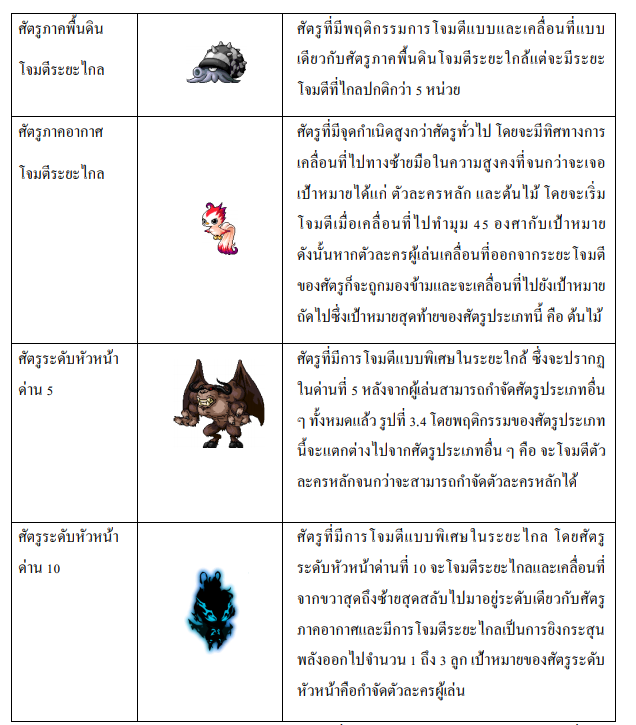 ศัตรูภาคพื้นดิน
โจมตีระยะไกล
ศัตรูที่มีพฤติกรรมการโจมตีแบบและเคลื่อนที่แบบ
เดียวกับศัตรูภาคพื้นดินโจมตีระยะใกล้แต่จะมีระยะ
โจมตีที่ไกลปกติกว่า 5 หน่วย
ศัตรูภาคอากาศ
โจมตีระยะไกล
ศัตรูที่มีจุดกำเนิดสูงกว่าศัตรูทั่วไป โดยจะมีทิศทางการ
เคลื่อนที่ไปทางซ้ายมือในความสูงคงที่จนกว่าจะเจอ
เป้าหมายได้แก่ ตัวละครหลัก และต้นไม้ โดยจะเริ่ม
โจมตีเมื่อเคลื่อนที่ไปทำมุม 45 องศากับเป้าหมาย
ดังนั้นหากตัวละครผู้เล่นเคลื่อนที่ออกจากระยะโจมตี
ของศัตรูก็จะถูกมองข้ามและจะเคลื่อนที่ไปยังเป้าหมาย
ถัดไปซึ่งเป้าหมายสุดท้ายของศัตรูประเภทนี้ คือ ต้นไม้
ศัตรูระดับหัวหน้า
ด่าน 5
ศัตรูที่มีการโจมตีแบบพิเศษในระยะใกล้ ซึ่งจะปรากฏ
ในด่านที่ 5 หลังจากผู้เล่นสามารถกำจัดศัตรูประเภทอื่น
ๆ ทั้งหมดแล้ว รูปที่ 3.4 โดยพฤติกรรมของศัตรูประเภท
นี้จะแตกต่างไปจากศัตรูประเภทอื่น ๆ คือ จะโจมตีตัว
ละครหลักจนกว่าจะสามารถกำจัดตัวละครหลักได้
ศัตรูระดับหัวหน้า
ด่าน 10
ศัตรูที่มีการโจมตีแบบพิเศษในระยะไกล โดยศัตรู
ระดับหัวหน้าด่านที่ 10 จะโจมตีระยะไกลและเคลื่อนที่
จากขวาสุดถึงซ้ายสุดสลับไปมาอยู่ระดับเดียวกับศัตรู
ภาคอากาศและมีการโจมตีระยะไกลเป็นการยิงกระสุน
พลังออกไปจำนวน 1 ถึง 3 ลูก เป้าหมายของศัตรูระดับ
หัวหน้าคือกำจัดตัวละครผู้เล่น